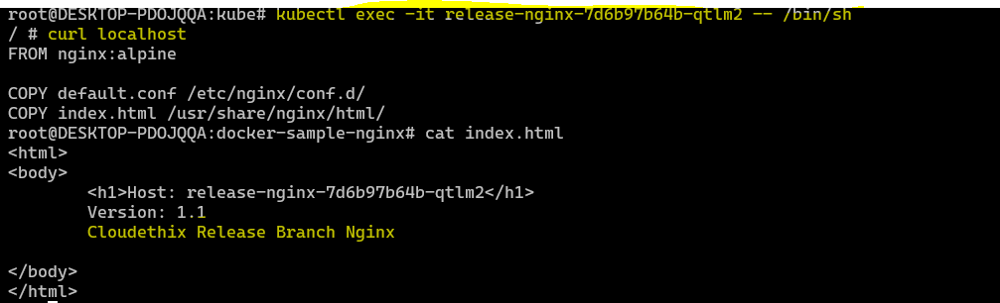 root@DESKTOP-PDOJQQA:kube# kubectl exec -it release-nginx-7d6b97b64b-qtlm2 -- /bin/sh
/ # curl localhost
FROM nginx:alpine
COPY default.conf /etc/nginx/conf.d/
COPY index.html /usr/share/nginx/html/
root@DESKTOP-PDOJQQA:docker-sample-nginx# cat index.html
<html>
<body>
<h1>Host: release-nginx-7d6b97b64b-qtlm2</h1>
Version: 1.1
Cloudethix Release Branch Nginx
</body>
</html>